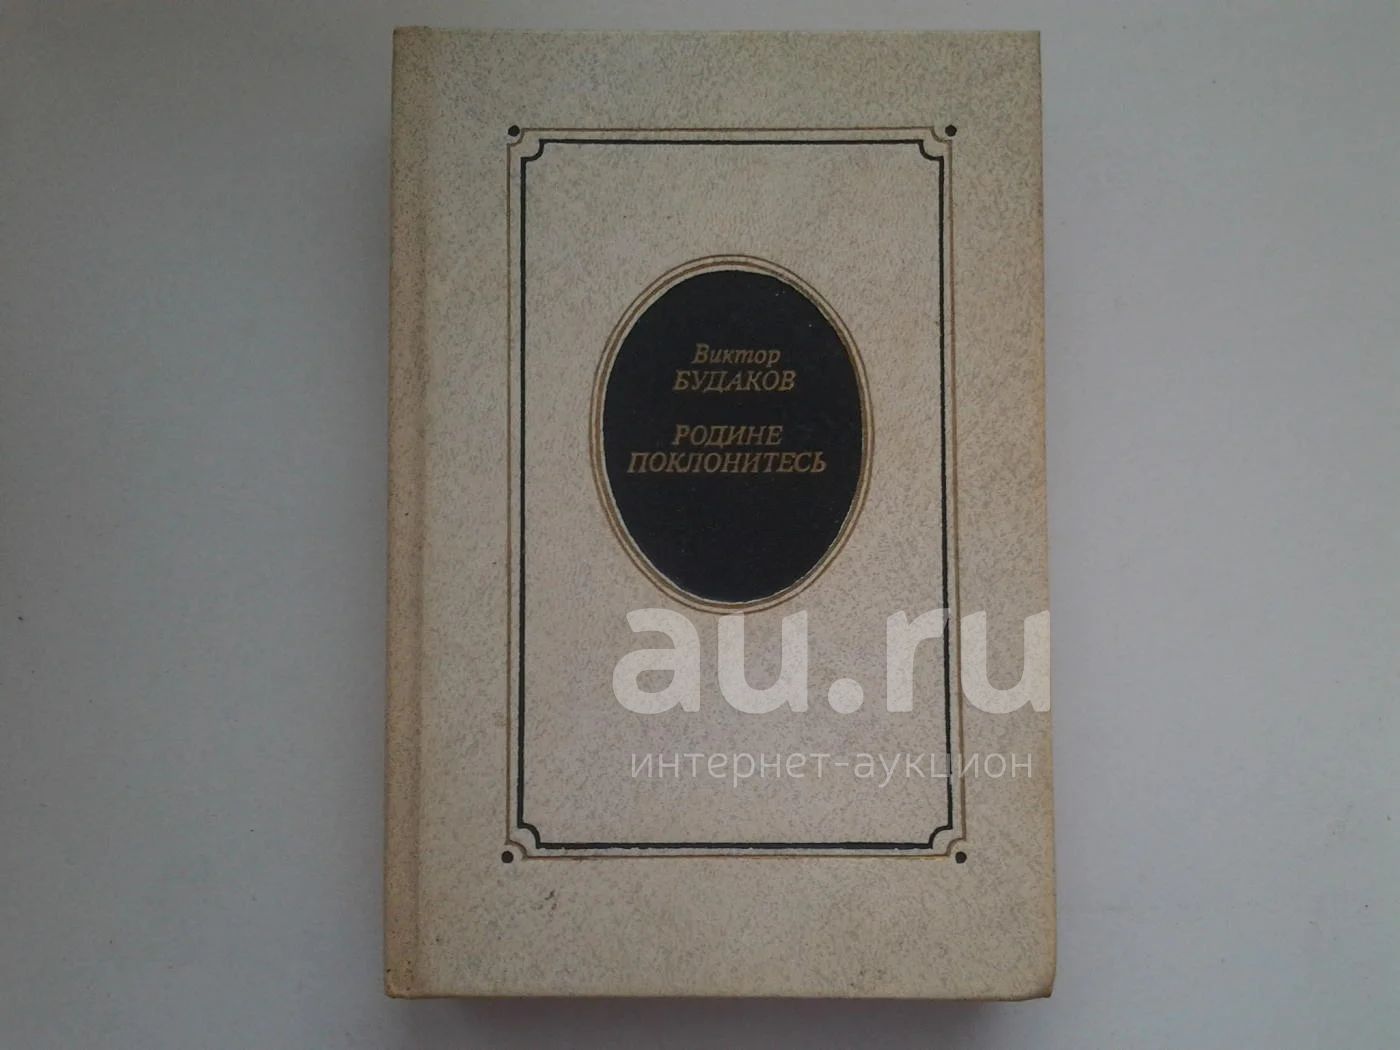 Виктор
БУДАКОВ
РОДИНЕ
ПОКЛОНИТЕСЬ
au.ru
интернет-аукцион